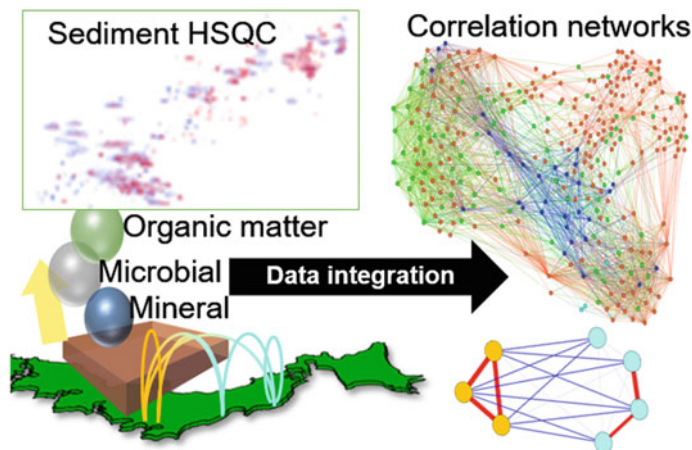 Sediment HSQC
Correlation networks
Organic matter
Microbial
Mineral
Data integration